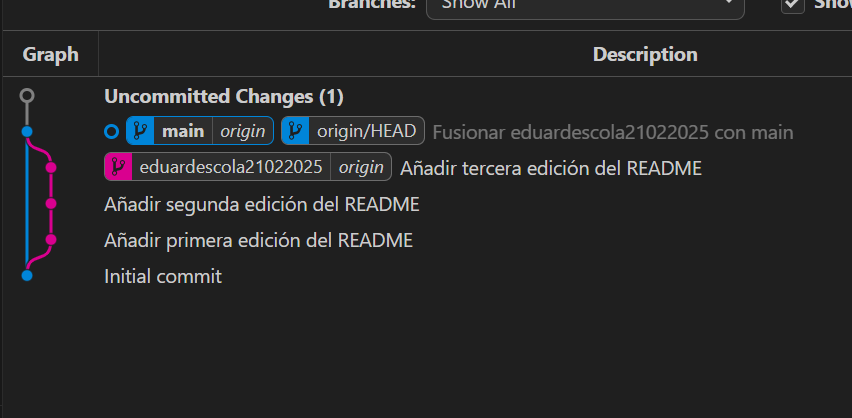 Branches: Show All Show
Graph Description
Uncommitted Changes (1)
main origin origin/HEAD Fusionar eduardescola21022025 con main
eduardescola21022025 origin Añadir tercera edición del README
Añadir segunda edición del README
Añadir primera edición del README
Initial commit